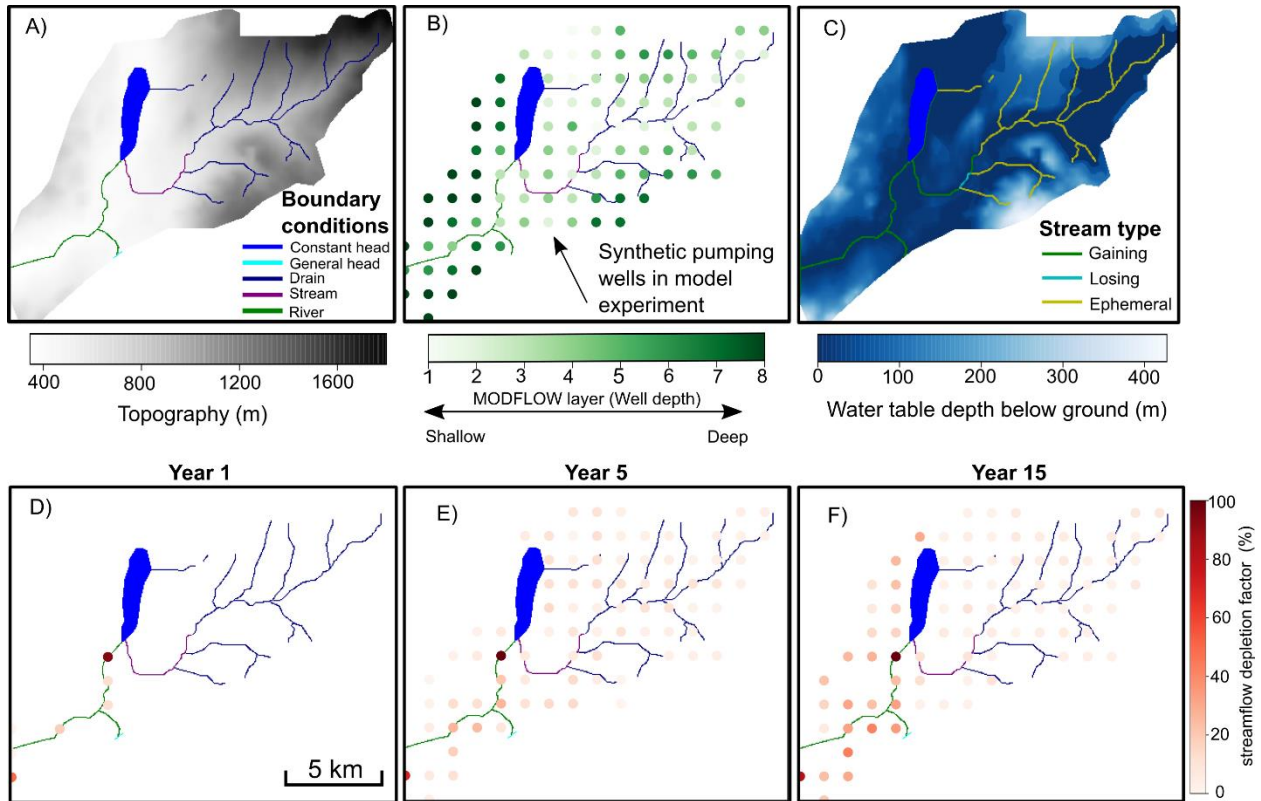 A)
Boundary
conditions
Constant head
General head
Drain
Stream
River
400
800
1200
1600
Topography (m)
B)
Synthetic pumping
wells in model
experiment
1
2
3
4
5
6
7
8
MODFLOW layer (Well depth)
Shallow
Deep
C)
Stream type
Gaining
Losing
Ephemeral
0
100
200
300
400
Water table depth below ground (m)
Year 1
D)
5 km
Year 5
E)
Year 15
F)
100
80
60
40
20
0
streamflow depletion factor (%)